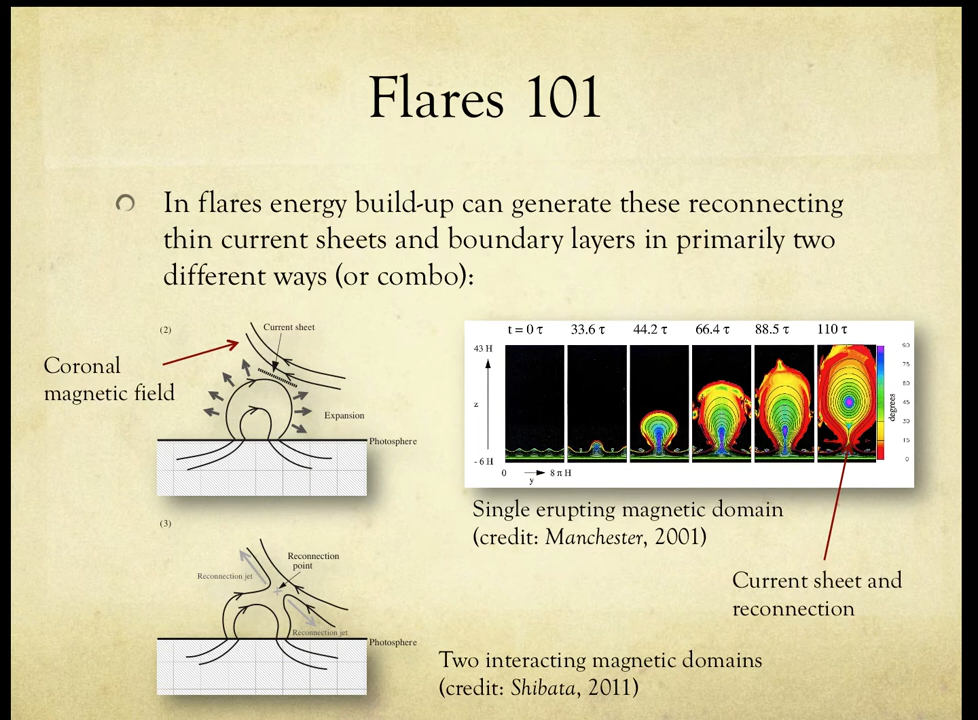 Flares 101
In flares energy build-up can generate these reconnecting
thin current sheets and boundary layers in primarily two
different ways (or combo):
(2)
Current sheet
Coronal
magnetic field
Expansion
Photosphere
t = 0 τ 33.6 τ 44.2 τ 66.4 τ 88.5 τ 110 τ
43 H
z
- 6 H
0 8 π H
y
90
75
60
45
30
15
0
degrees
Single erupting magnetic domain
(credit: Manchester, 2001)
Current sheet and
reconnection
(3)
Reconnection
point
Reconnection jet
Reconnection jet
Photosphere
Two interacting magnetic domains
(credit: Shibata, 2011)